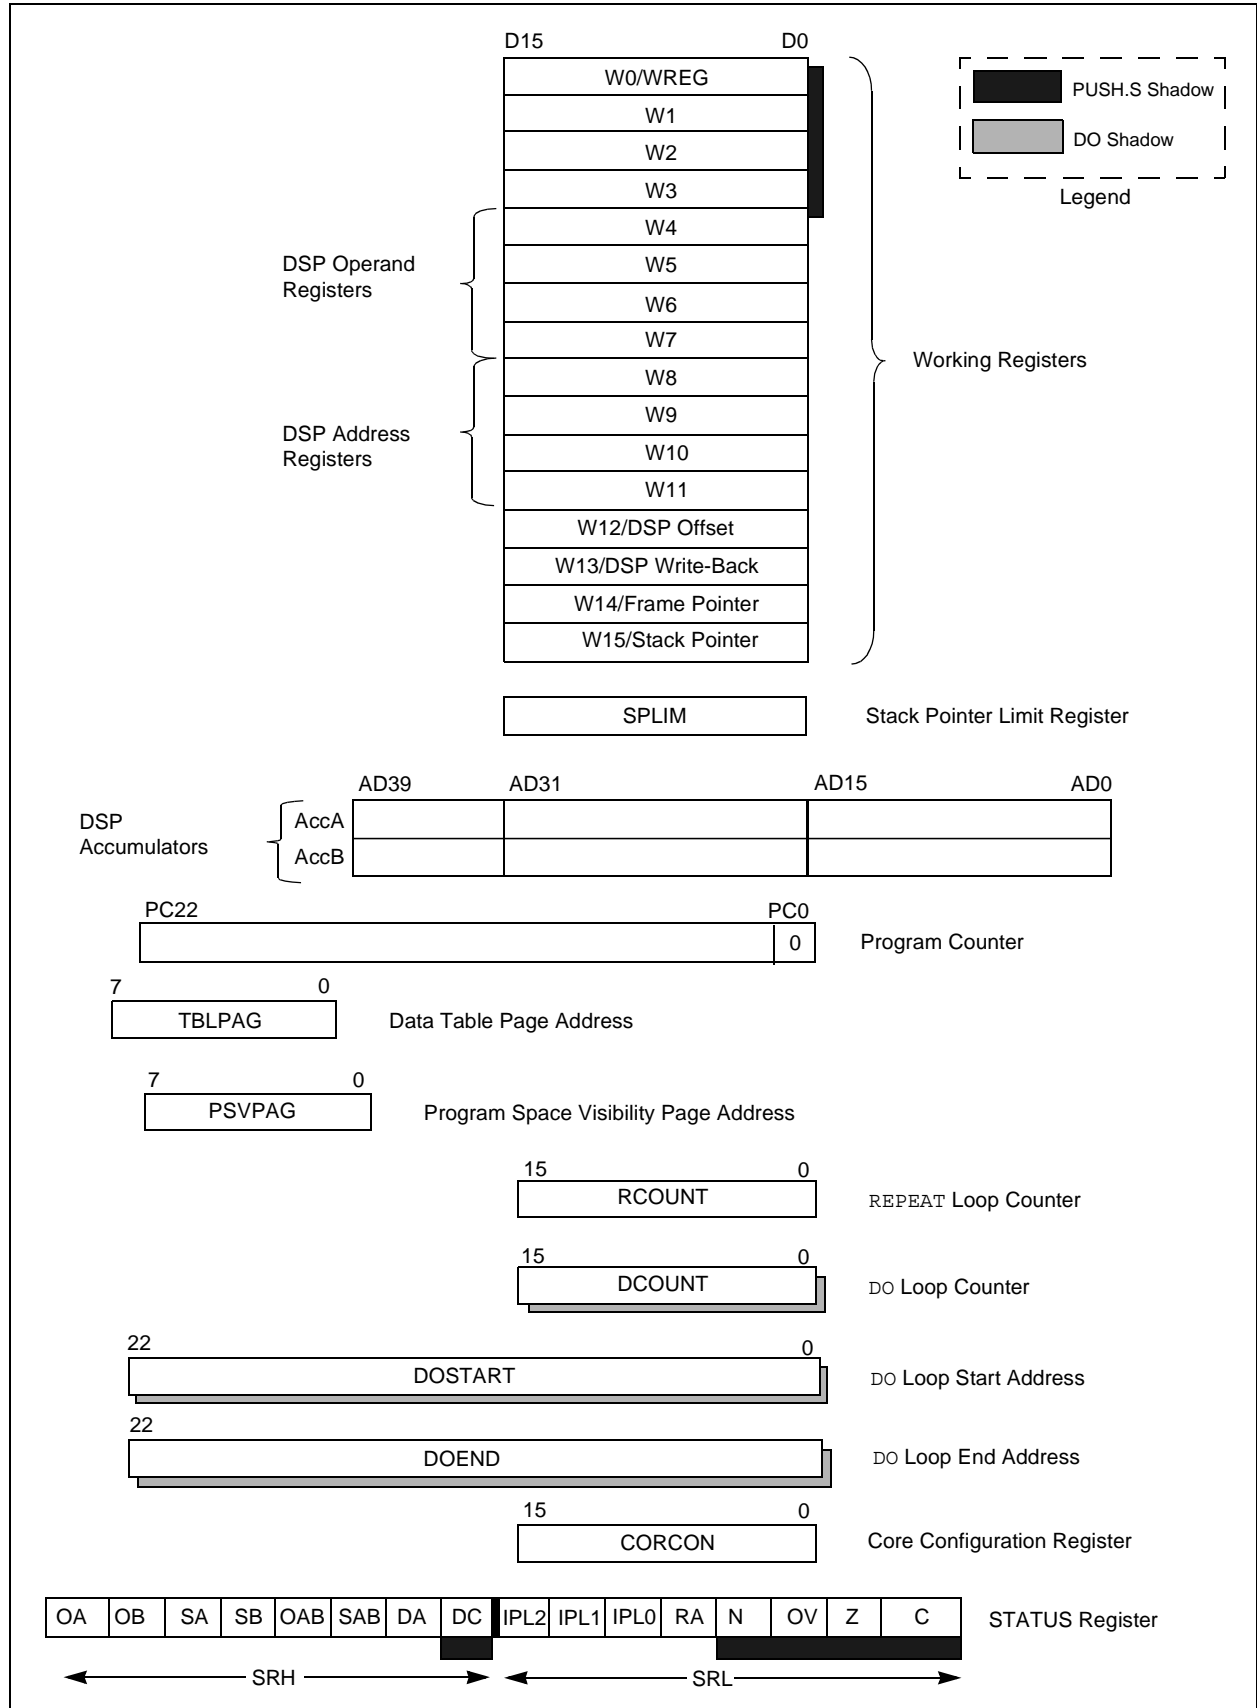 D15 D0
W0/WREG
PUSH.S Shadow
W1
DO Shadow
W2
W3
Legend
W4
DSP Operand
Registers
W5
W6
W7
Working Registers
W8
W9
DSP Address
Registers
W10
W11
W12/DSP Offset
W13/DSP Write-Back
W14/Frame Pointer
W15/Stack Pointer
SPLIM Stack Pointer Limit Register
AD39 AD31 AD15 AD0
DSP
Accumulators
AccA
AccB
PC22 PC0
0 Program Counter
7 0
TBLPAG Data Table Page Address
7 0
PSVPAG Program Space Visibility Page Address
15 0
RCOUNT REPEAT Loop Counter
15 0
DCOUNT DO Loop Counter
22 0
DOSTART DO Loop Start Address
22
DOEND DO Loop End Address
15 0
CORCON Core Configuration Register
OA OB SA SB OAB SAB DA DC IPL2 IPL1 IPL0 RA N OV Z C STATUS Register
SRH SRL